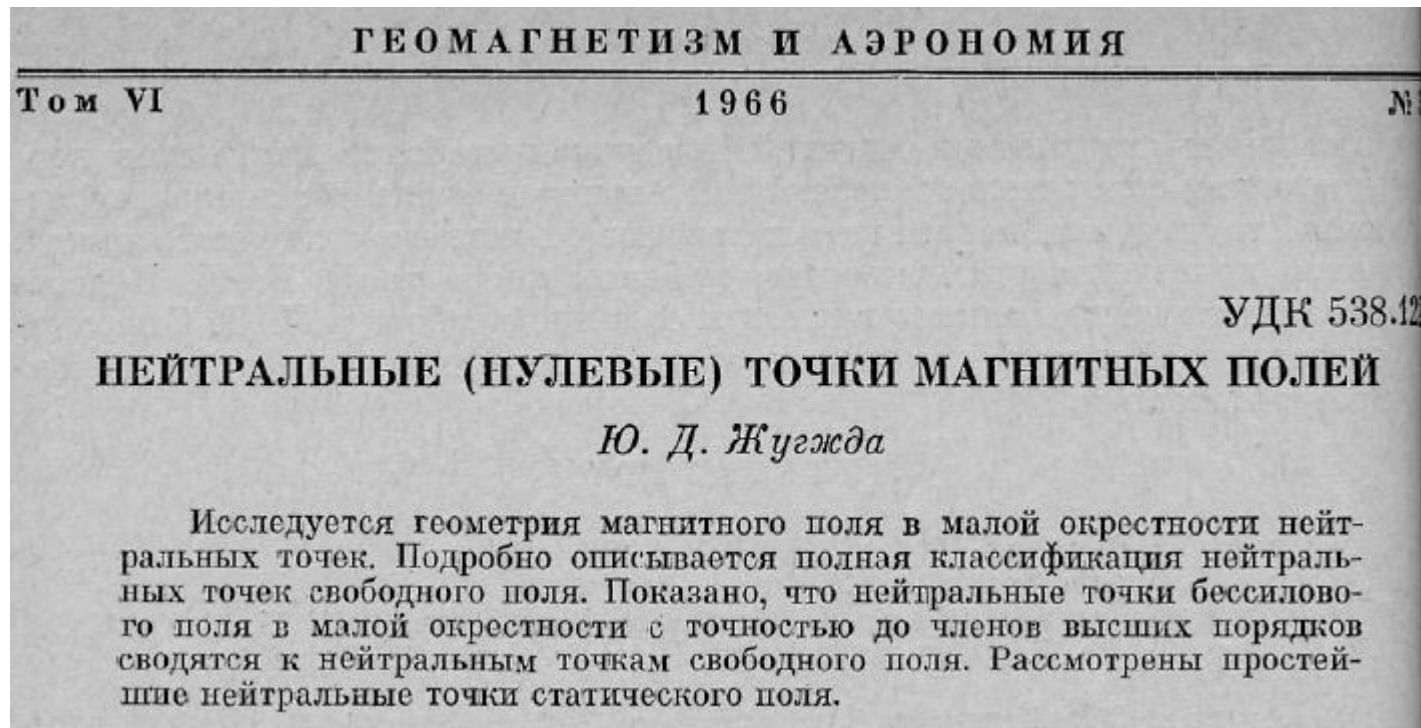 ГЕОМАГНЕТИЗМ И АЭРОНОМИЯ
Том VI 1966 №
УДК 538.12
НЕЙТРАЛЬНЫЕ (НУЛЕВЫЕ) ТОЧКИ МАГНИТНЫХ ПОЛЕЙ
Ю. Д. Жугжда
Исследуется геометрия магнитного поля в малой окрестности нейт-
ральных точек. Подробно описывается полная классификация нейтраль-
ных точек свободного поля. Показано, что нейтральные точки бессилово-
го поля в малой окрестности с точностью до членов высших порядков
сводятся к нейтральным точкам свободного поля. Рассмотрены простей-
шие нейтральные точки статического поля.